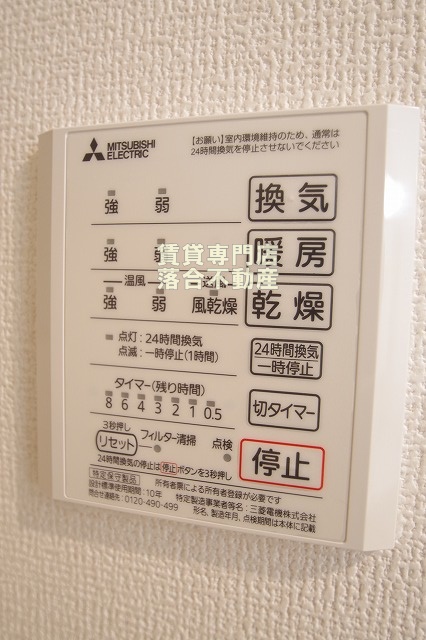 MITSUBISHI
ELECTRIC
【お願い】室内環境維持のため、通常は
24時間換気を停止させないでください
強 弱 換気
強 弱 暖房
賃貸専門店
落合不動産
温風
強 弱 風乾燥 乾燥
点灯:24時間換気
点滅:一時停止(1時間)
24時間換気
一時停止
タイマー(残り時間)
8 6 4 3 2 1 0.5
切タイマー
3秒押し
リセット フィルター清掃 点検 停止
24時間換気の停止は停止ボタンを3秒押し
特定保守製品 所有者票による所有者登録が必要です
設計標準使用期間:10年 特定製造事業者等名:三菱電機株式会社
問合せ連絡先:0120-490-499 形名、製造年月、点検期間は本体に記載